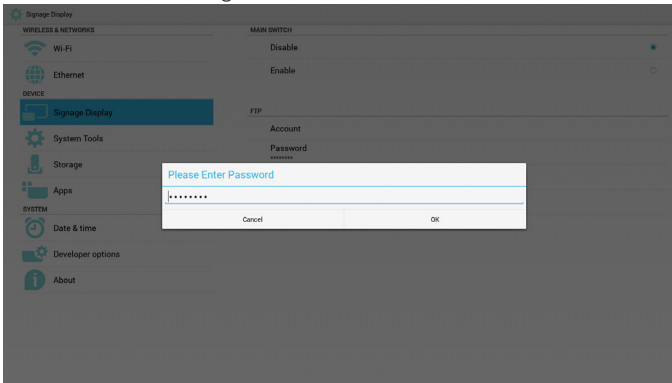 Signage Display
WIRELESS & NETWORKS
Wi-Fi
Ethernet
DEVICE
Signage Display
System Tools
Storage
Apps
SYSTEM
Date & time
Developer options
About
MAIN SWITCH
Disable
Enable
FTP
Account
Password
********
Please Enter Password
••••••••
Cancel
OK